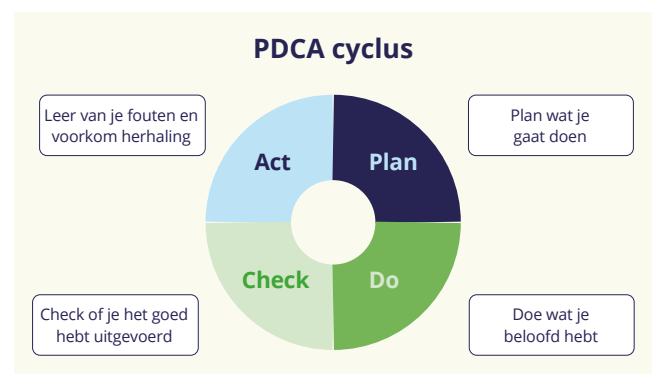 PDCA cyclus
Leer van je fouten en
voorkom herhaling
Plan wat je
gaat doen
Act
Plan
Check
Do
Check of je het goed
hebt uitgevoerd
Doe wat je
beloofd hebt